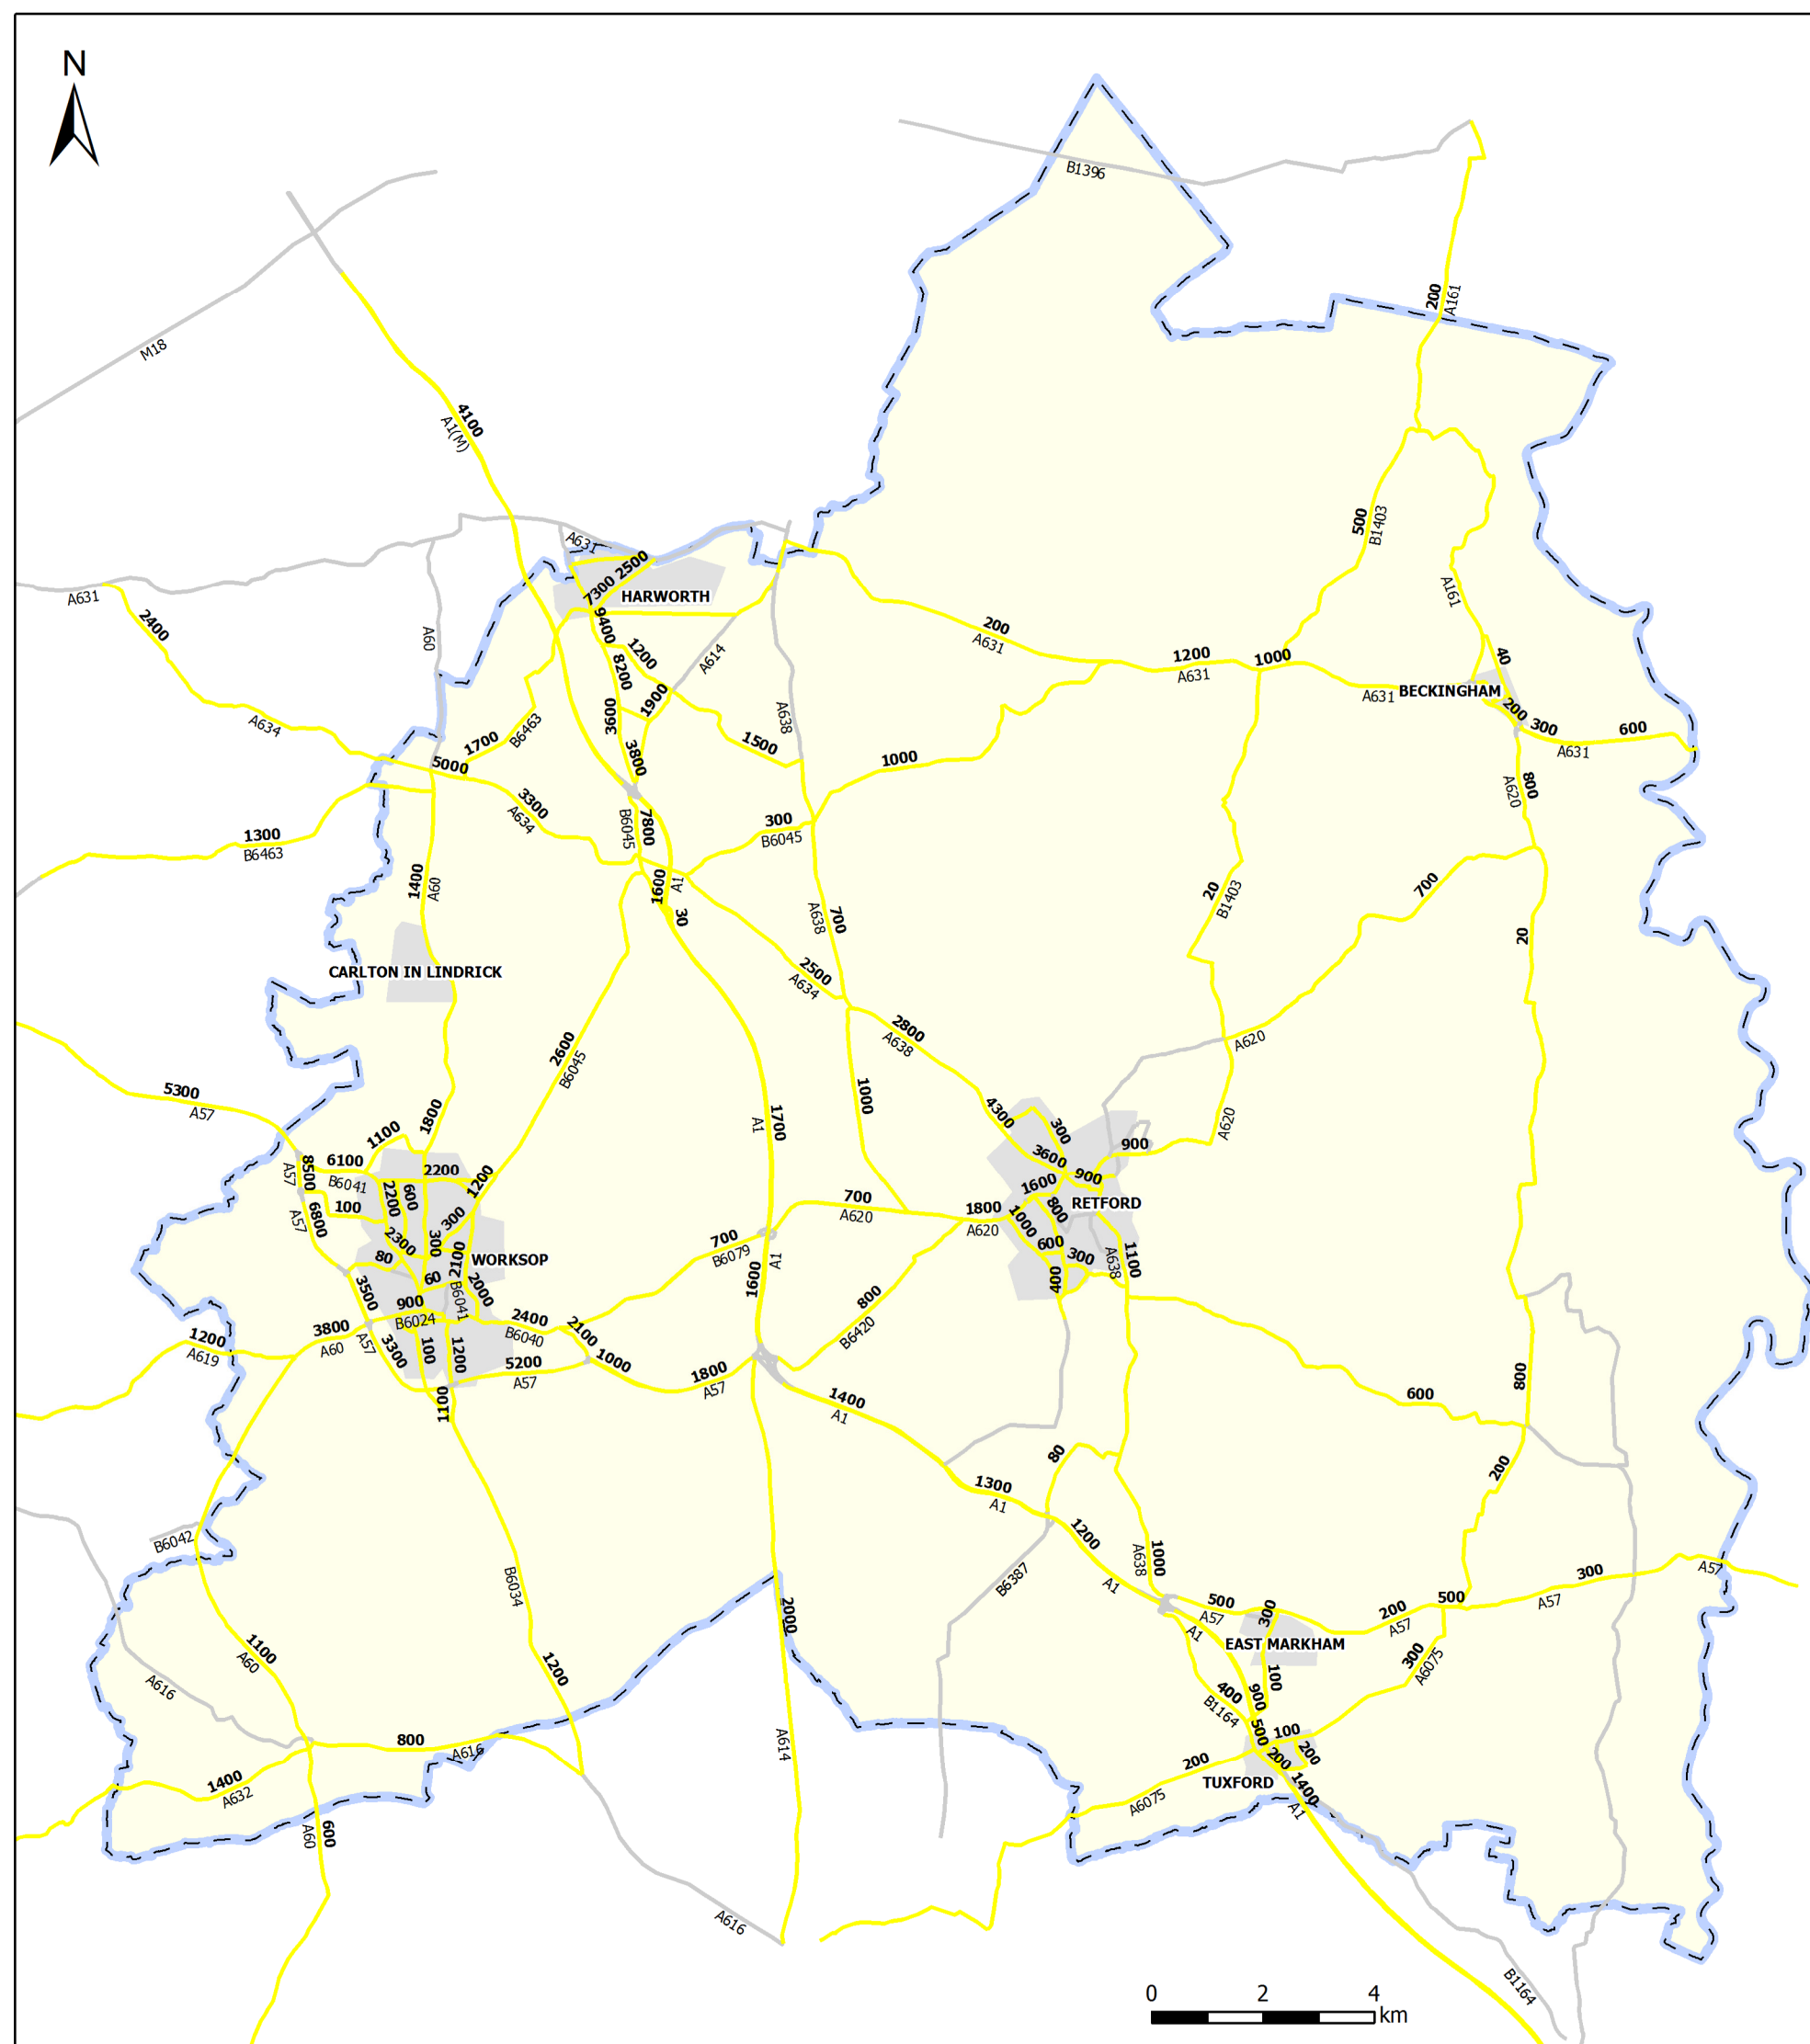 N
B1396
200
A161
M18
4100
A1(M)
500
B1403
A631
2500
7300
HARWORTH
A631
2400
A60
9400
1200
8200
A614
1900
200
A631
1200
A631
1000
A161
40
BECKINGHAM
A631
200
300
600
A631
A634
1700
B6463
3600
3800
A638
1500
1000
5000
3300
A634
B6045
7800
300
B6045
800
A620
1300
B6463
1400
A60
1600
A1
30
700
A638
20
B1403
700
20
CARLTON IN LINDRICK
2500
A634
2800
A638
2600
B6045
A620
5300
A57
1800
1000
1700
A1
4300
300
900
A620
1100
6100
B6041
8500
A57
2200
1200
2200
600
3600
900
1600
100
6800
A57
300
700
A620
1800
A620
800
RETFORD
1000
2300
300
2100
WORKSOP
700
B6079
A1
600
300
1100
A638
80
60
2000
B6041
1600
400
3500
900
B6024
800
B6420
2400
B6040
2100
1200
A619
3800
A60
A57
3300
100
1200
5200
A57
1000
1800
A57
800
1100
1400
A1
600
80
200
1300
A1
1200
A1
B6042
B6034
1000
A638
B6387
300
A57
A57
2000
500
A57
300
200
A57
500
A1
EAST MARKHAM
1100
A60
1200
100
300
A6075
A616
400
B1164
900
500
100
800
A616
A614
200
200
200
TUXFORD
1400
A1
1400
A632
A6075
600
A60
A616
B1164
0 2 4
km